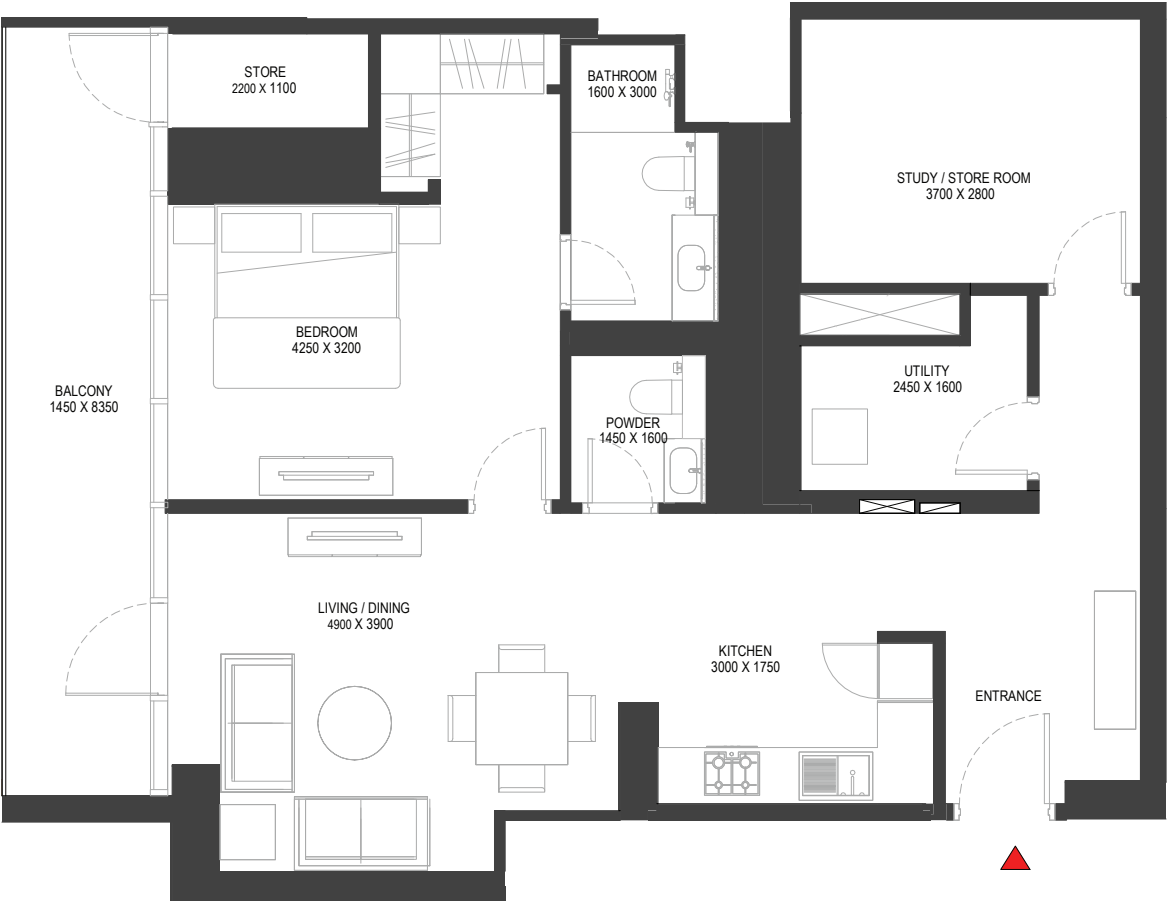 STORE
2200 X 1100
BATHROOM
1600 X 3000
STUDY / STORE ROOM
3700 X 2800
BEDROOM
4250 X 3200
BALCONY
1450 X 8350
UTILITY
2450 X 1600
POWDER
1450 X 1600
LIVING / DINING
4900 X 3900
KITCHEN
3000 X 1750
ENTRANCE